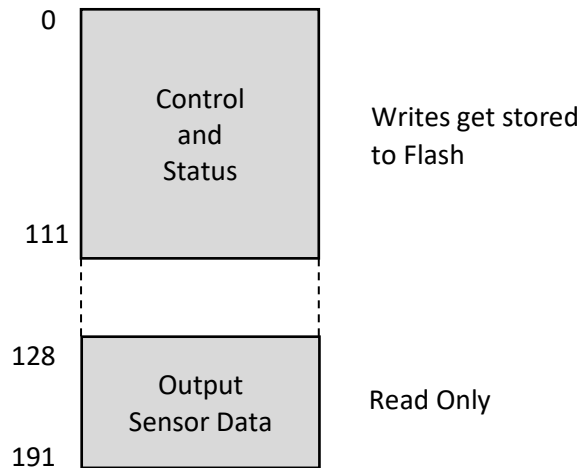 0
Control
and
Status
Writes get stored
to Flash
111
128
Output
Sensor Data
Read Only
191